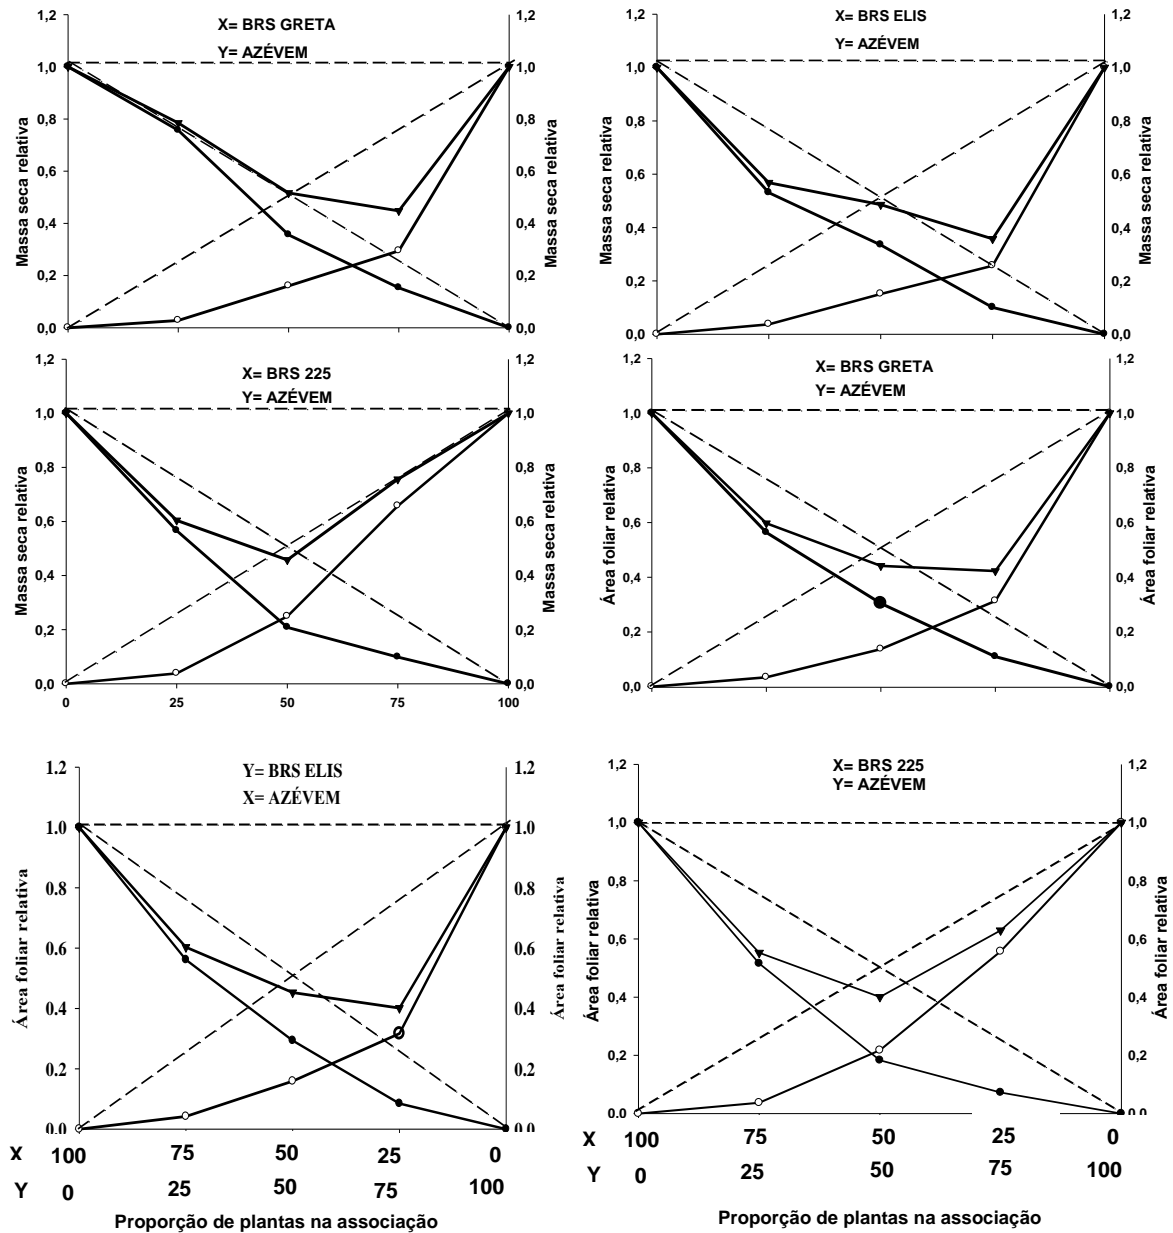 X= BRS GRETA
Y= AZÉVEM
1,2
1,0
0,8
0,6
0,4
0,2
0,0
Massa seca relativa
1,2
1,0
0,8
0,6
0,4
0,2
0,0
Massa seca relativa
X= BRS ELIS
Y= AZÉVEM
1,2
1,0
0,8
0,6
0,4
0,2
0,0
Massa seca relativa
1,2
1,0
0,8
0,6
0,4
0,2
0,0
Massa seca relativa
X= BRS 225
Y= AZÉVEM
1,2
1,0
0,8
0,6
0,4
0,2
0,0
Massa seca relativa
1,2
1,0
0,8
0,6
0,4
0,2
0,0
Massa seca relativa
0 25 50 75 100
X= BRS GRETA
Y= AZÉVEM
1,2
1,0
0,8
0,6
0,4
0,2
0,0
Área foliar relativa
1,2
1,0
0,8
0,6
0,4
0,2
0,0
Área foliar relativa
Y= BRS ELIS
X= AZÉVEM
1.2
1.0
0.8
0.6
0.4
0.2
0.0
Área foliar relativa
1.2
1.0
0.8
0.6
0.4
0.2
0.0
Área foliar relativa
X 100 75 50 25 0
Y 0 25 50 75 100
Proporção de plantas na associação
X= BRS 225
Y= AZÉVEM
1,2
1,0
0,8
0,6
0,4
0,2
0.0
Área foliar relativa
1,2
1,0
0,8
0,6
0,4
0,2
0,0
Área foliar relativa
100 75 50 25 0
0 25 50 75 100
Proporção de plantas na associação